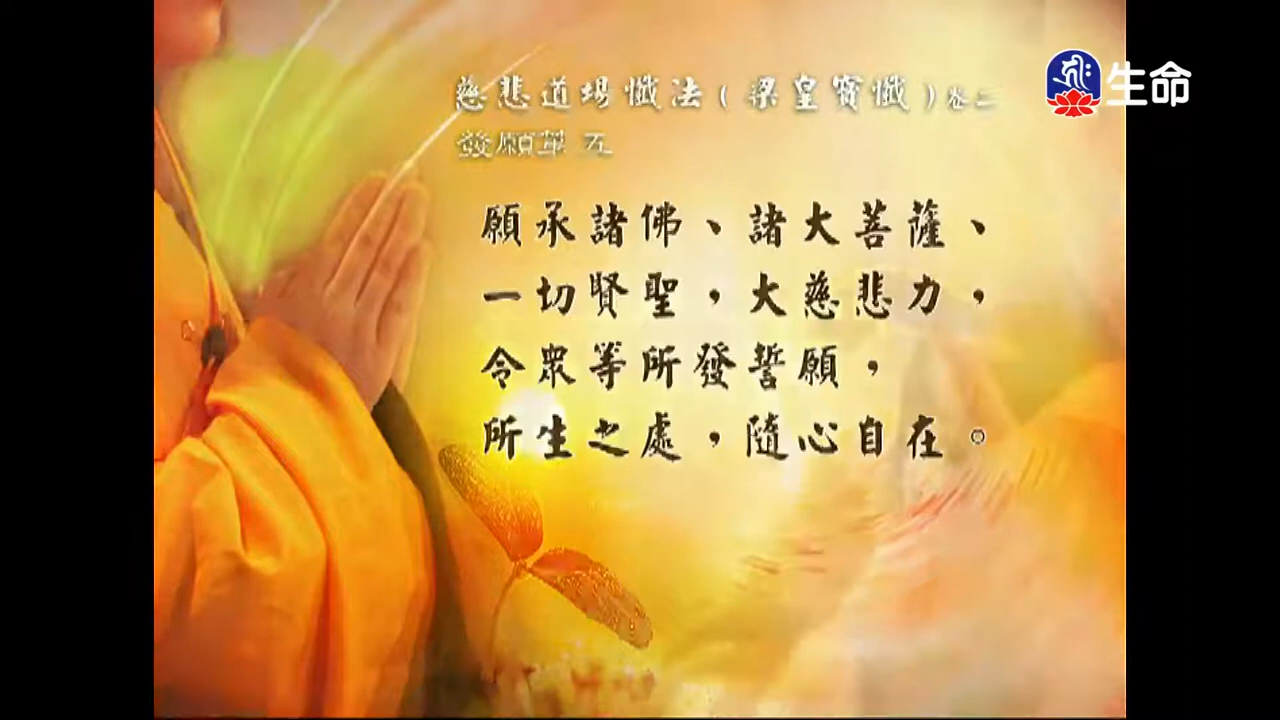 慈悲道場懺法(梁皇寶懺)卷二
發願第五
願承諸佛、諸大菩薩、
一切賢聖，大慈悲力，
令眾等所發誓願，
所生之處，隨心自在。
生命